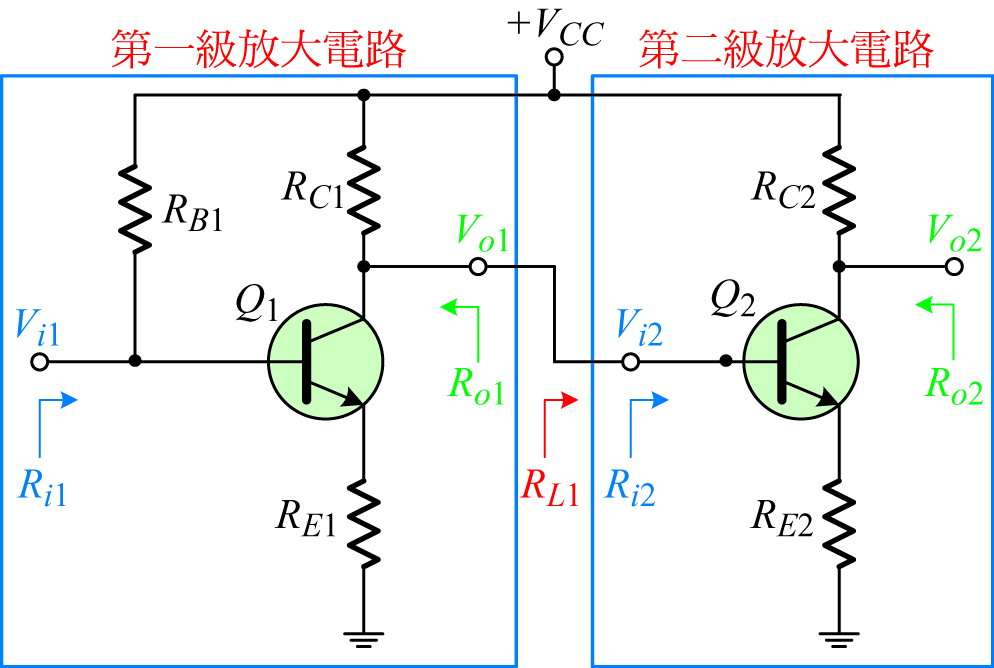 +VCC
第一級放大電路
第二級放大電路
RB1
RC1
RC2
Vo1
Vo2
Q1
Q2
Vi1
Vi2
Ro1
Ro2
Ri1
RL1
Ri2
RE1
RE2